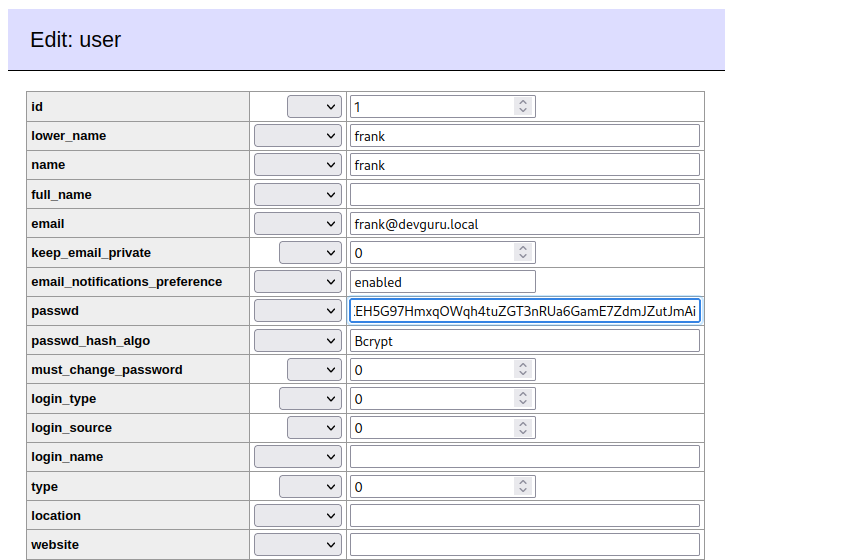 Edit: user
id 1
lower_name frank
name frank
full_name
email frank@devguru.local
keep_email_private 0
email_notifications_preference enabled
passwd :EH5G97HmxqOWqh4tuZGT3nRUa6GamE7ZdmJZutJmAi
passwd_hash_algo Bcrypt
must_change_password 0
login_type 0
login_source 0
login_name
type 0
location
website